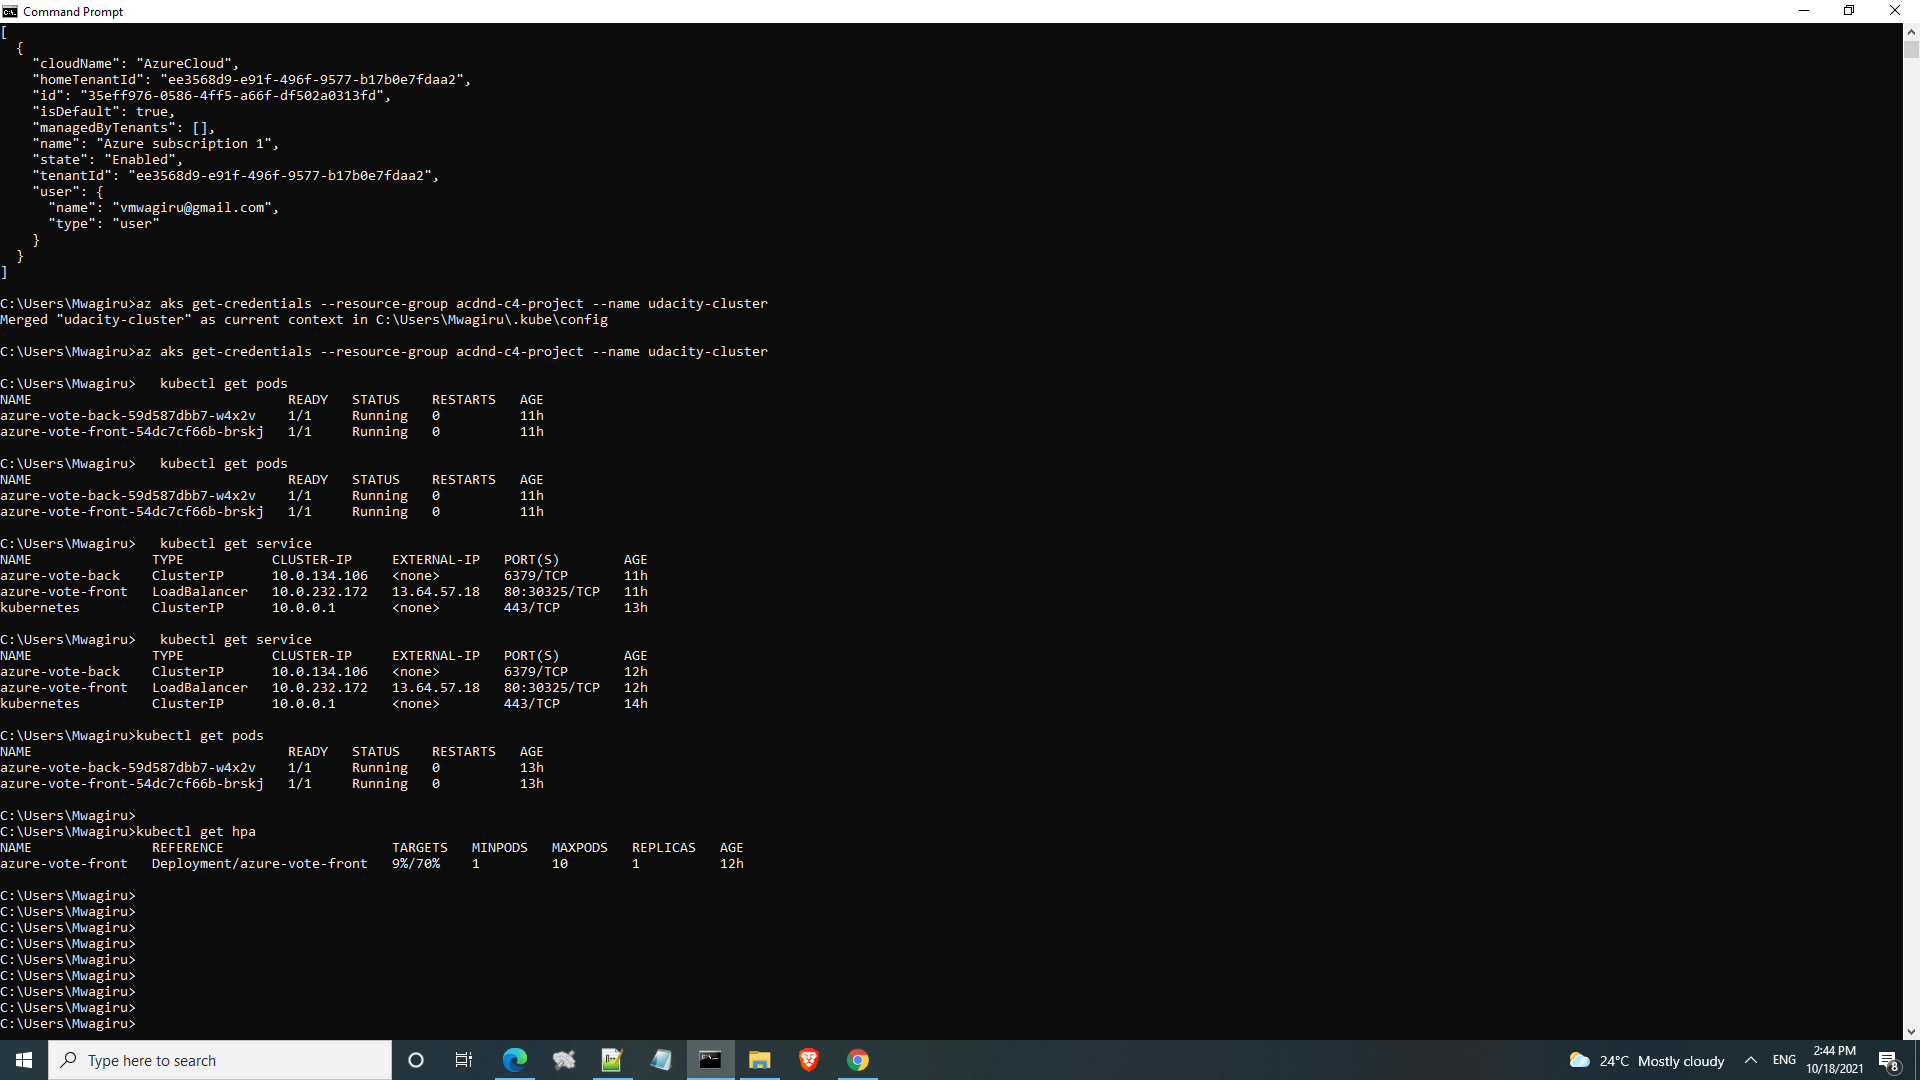 Command Prompt
[
  {
    "cloudName": "AzureCloud",
    "homeTenantId": "ee3568d9-e91f-496f-9577-b17b0e7fdaa2",
    "id": "35eff976-0586-4ff5-a66f-df502a0313fd",
    "isDefault": true,
    "managedByTenants": [],
    "name": "Azure subscription 1",
    "state": "Enabled",
    "tenantId": "ee3568d9-e91f-496f-9577-b17b0e7fdaa2",
    "user": {
      "name": "vmwagiru@gmail.com",
      "type": "user"
    }
  }
]
C:\Users\Mwagiru>az aks get-credentials --resource-group acdnd-c4-project --name udacity-cluster
Merged "udacity-cluster" as current context in C:\Users\Mwagiru\.kube\config
C:\Users\Mwagiru>az aks get-credentials --resource-group acdnd-c4-project --name udacity-cluster
C:\Users\Mwagiru>   kubectl get pods
NAME                                READY   STATUS    RESTARTS   AGE
azure-vote-back-59d587dbb7-w4x2v    1/1     Running   0          11h
azure-vote-front-54dc7cf66b-brskj   1/1     Running   0          11h
C:\Users\Mwagiru>   kubectl get pods
NAME                                READY   STATUS    RESTARTS   AGE
azure-vote-back-59d587dbb7-w4x2v    1/1     Running   0          11h
azure-vote-front-54dc7cf66b-brskj   1/1     Running   0          11h
C:\Users\Mwagiru>   kubectl get service
NAME               TYPE           CLUSTER-IP     EXTERNAL-IP   PORT(S)        AGE
azure-vote-back    ClusterIP      10.0.134.106   <none>        6379/TCP       11h
azure-vote-front   LoadBalancer   10.0.232.172   13.64.57.18   80:30325/TCP   11h
kubernetes         ClusterIP      10.0.0.1       <none>        443/TCP        13h
C:\Users\Mwagiru>   kubectl get service
NAME               TYPE           CLUSTER-IP     EXTERNAL-IP   PORT(S)        AGE
azure-vote-back    ClusterIP      10.0.134.106   <none>        6379/TCP       12h
azure-vote-front   LoadBalancer   10.0.232.172   13.64.57.18   80:30325/TCP   12h
kubernetes         ClusterIP      10.0.0.1       <none>        443/TCP        14h
C:\Users\Mwagiru>kubectl get pods
NAME                                READY   STATUS    RESTARTS   AGE
azure-vote-back-59d587dbb7-w4x2v    1/1     Running   0          13h
azure-vote-front-54dc7cf66b-brskj   1/1     Running   0          13h
C:\Users\Mwagiru>
C:\Users\Mwagiru>kubectl get hpa
NAME               REFERENCE                     TARGETS   MINPODS   MAXPODS   REPLICAS   AGE
azure-vote-front   Deployment/azure-vote-front   9%/70%    1         10        1          12h
C:\Users\Mwagiru>
C:\Users\Mwagiru>
C:\Users\Mwagiru>
C:\Users\Mwagiru>
C:\Users\Mwagiru>
C:\Users\Mwagiru>
C:\Users\Mwagiru>
C:\Users\Mwagiru>
C:\Users\Mwagiru>
Type here to search
24°C Mostly cloudy
ENG
2:44 PM
10/18/2021
8